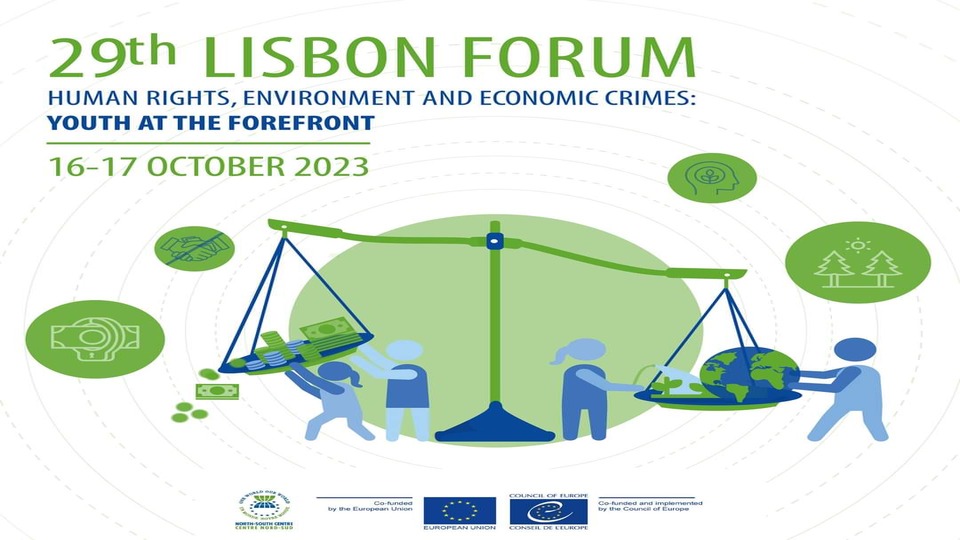 29th LISBON FORUM
HUMAN RIGHTS, ENVIRONMENT AND ECONOMIC CRIMES:
YOUTH AT THE FOREFRONT
16-17 OCTOBER 2023
NORTH-SOUTH CENTRE
CENTRE NORD-SUD
Co-funded
by the European Union
EUROPEAN UNION
COUNCIL OF EUROPE
CONSEIL DE L'EUROPE
Co-funded and implemented
by the Council of Europe